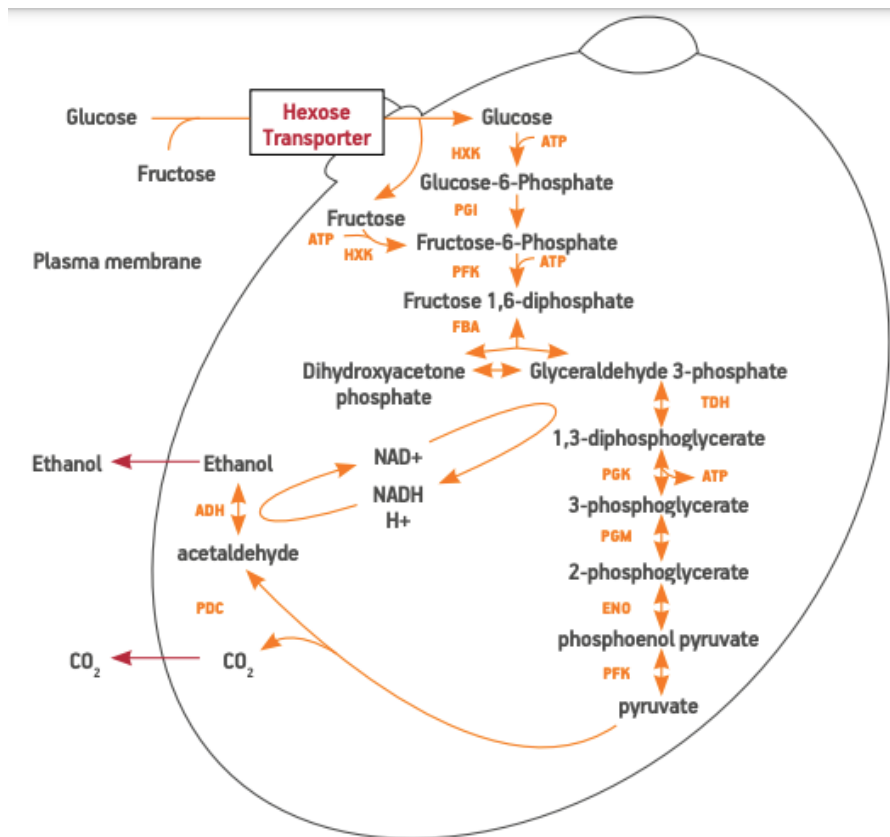 Glucose
Hexose
Transporter
Glucose
Fructose
HXK
ATP
Glucose-6-Phosphate
PGI
Fructose
ATP
HXK
Fructose-6-Phosphate
Plasma membrane
PFK
ATP
Fructose 1,6-diphosphate
FBA
Dihydroxyacetone
phosphate
Glyceraldehyde 3-phosphate
TDH
1,3-diphosphoglycerate
NAD+
NADH
H+
Ethanol
Ethanol
PGK
ATP
3-phosphoglycerate
ADH
PGM
acetaldehyde
2-phosphoglycerate
PDC
ENO
phosphoenol pyruvate
CO₂
CO₂
PFK
pyruvate